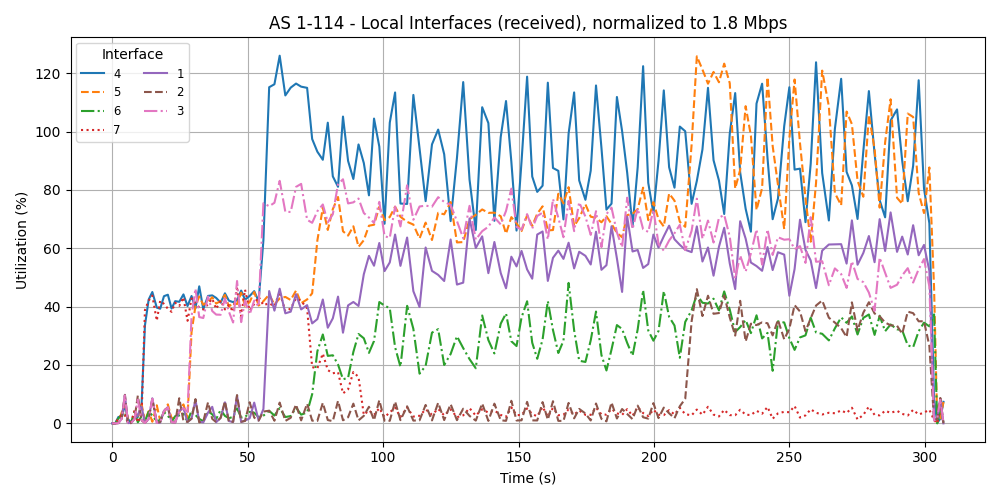 AS 1-114 - Local Interfaces (received), normalized to 1.8 Mbps
Interface
4 1
5 2
6 3
7
120
100
80
60
40
20
0
Utilization (%)
0 50 100 150 200 250 300
Time (s)